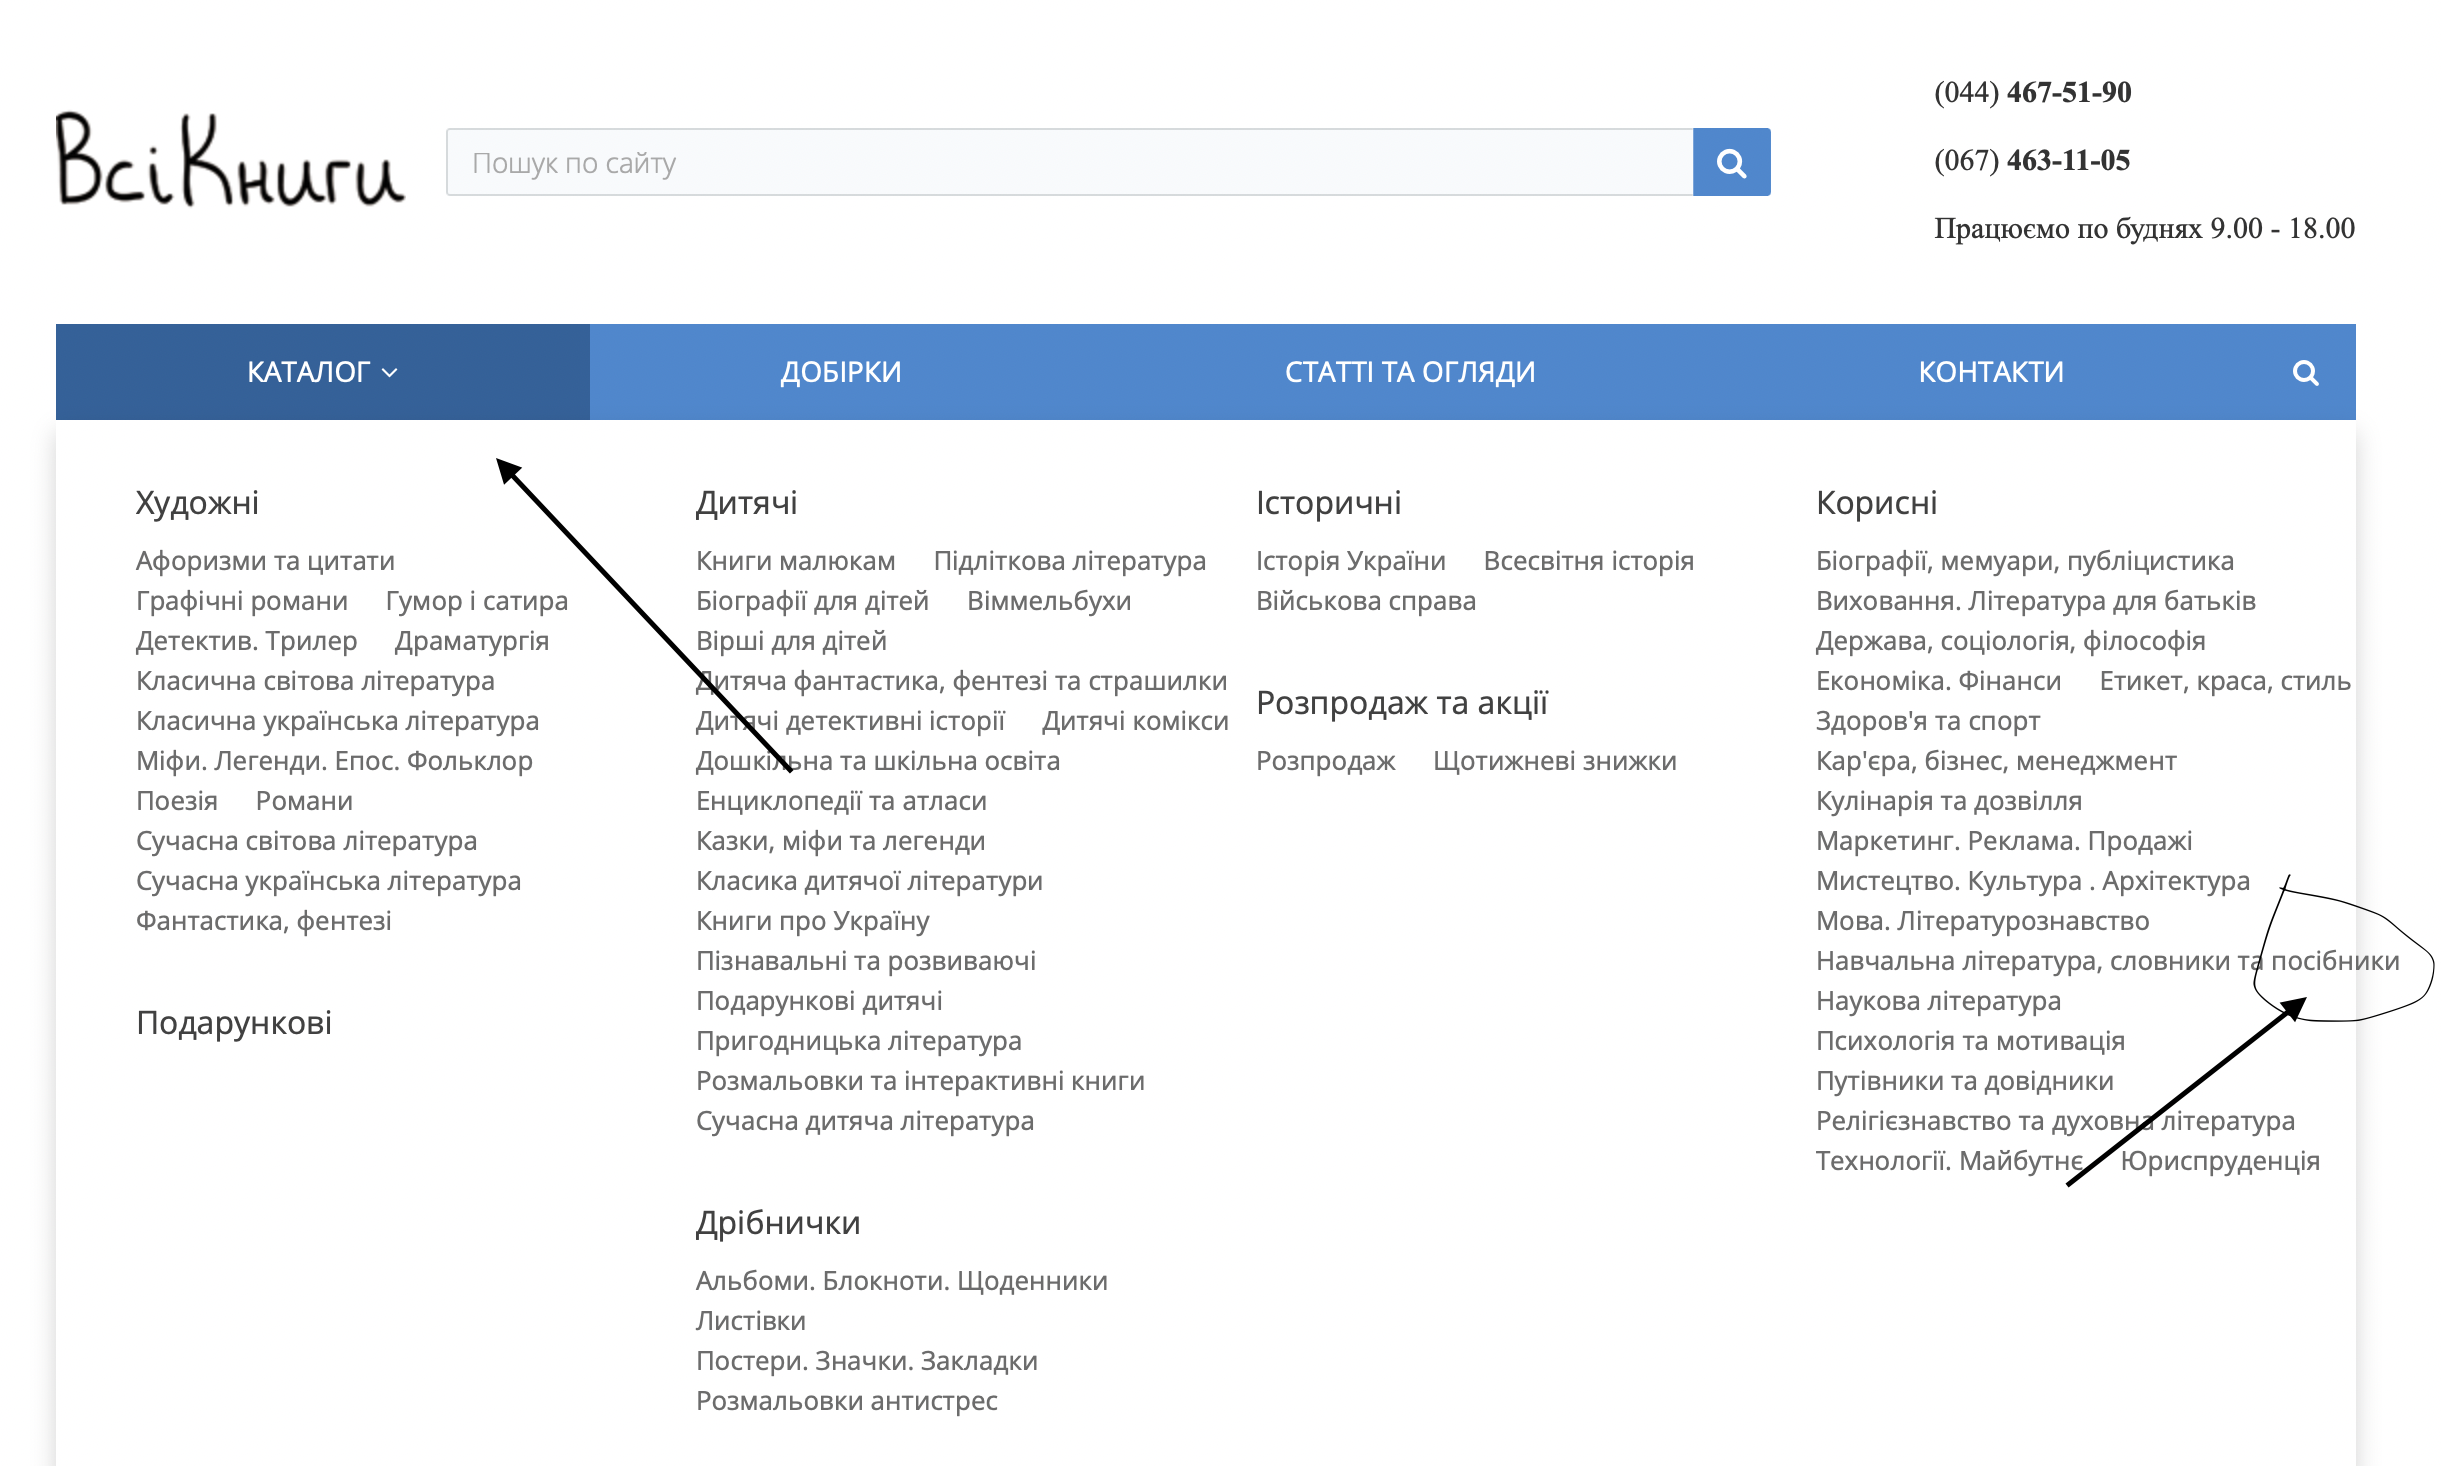 ВсіКниги
Пошук по сайту
(044) 467-51-90
(067) 463-11-05
Працюємо по буднях 9.00 - 18.00
КАТАЛОГ ДОБІРКИ СТАТТІ ТА ОГЛЯДИ КОНТАКТИ
Художні
Афоризми та цитати
Графічні романи Гумор і сатира
Детектив. Трилер Драматургія
Класична світова література
Класична українська література
Міфи. Легенди. Епос. Фольклор
Поезія Романи
Сучасна світова література
Сучасна українська література
Фантастика, фентезі
Подарункові
Дитячі
Книги малюкам Підліткова література
Біографії для дітей Віммельбухи
Вірші для дітей
Дитяча фантастика, фентезі та страшилки
Дитячі детективні історії Дитячі комікси
Дошкільна та шкільна освіта
Енциклопедії та атласи
Казки, міфи та легенди
Класика дитячої літератури
Книги про Україну
Пізнавальні та розвиваючі
Подарункові дитячі
Пригодницька література
Розмальовки та інтерактивні книги
Сучасна дитяча література
Дрібнички
Альбоми. Блокноти. Щоденники
Листівки
Постери. Значки. Закладки
Розмальовки антистрес
Історичні
Історія України Всесвітня історія
Військова справа
Розпродаж та акції
Розпродаж Щотижневі знижки
Корисні
Біографії, мемуари, публіцистика
Виховання. Література для батьків
Держава, соціологія, філософія
Економіка. Фінанси Етикет, краса, стиль
Здоров'я та спорт
Кар'єра, бізнес, менеджмент
Кулінарія та дозвілля
Маркетинг. Реклама. Продажі
Мистецтво. Культура . Архітектура
Мова. Літературознавство
Навчальна література, словники та посібники
Наукова література
Психологія та мотивація
Путівники та довідники
Релігієзнавство та духовна література
Технології. Майбутнє Юриспруденція